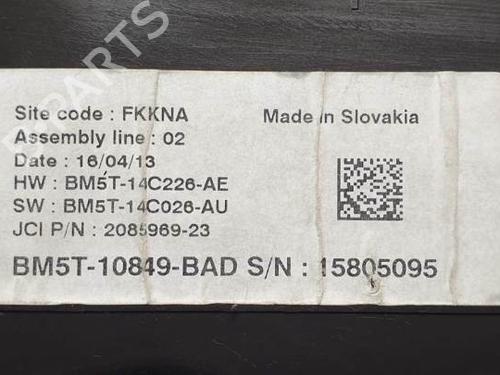 Site code : FKKNA
Made in Slovakia
Assembly line : 02
Date : 16/04/13
HW : BM5T-14C226-AE
SW : BM5T-14C026-AU
JCI P/N : 2085969-23
BM5T-10849-BAD S/N : 15805095